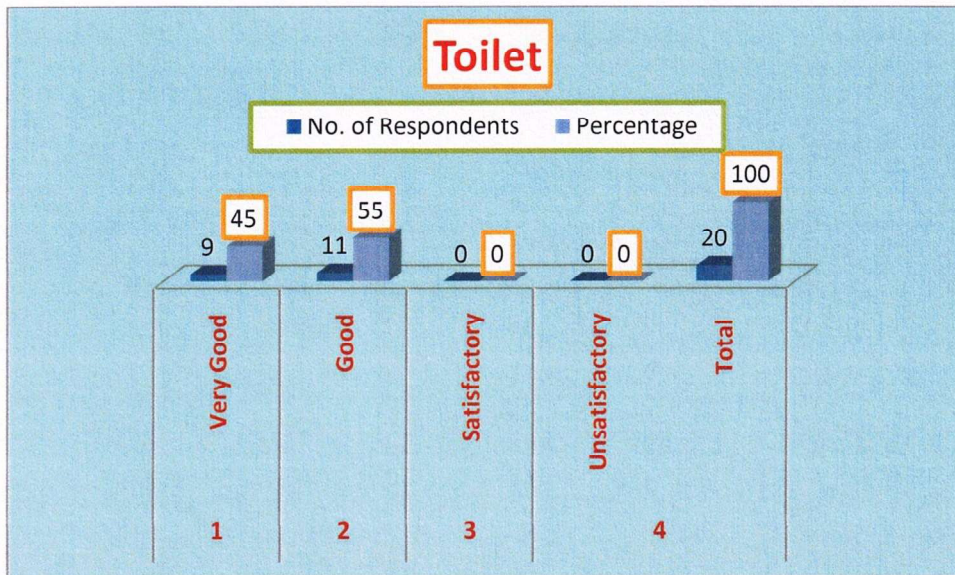 Toilet
No. of Respondents Percentage
9 45 11 55 0 0 0 0 20 100
Very Good Good Satisfactory Unsatisfactory Total
1 2 3 4